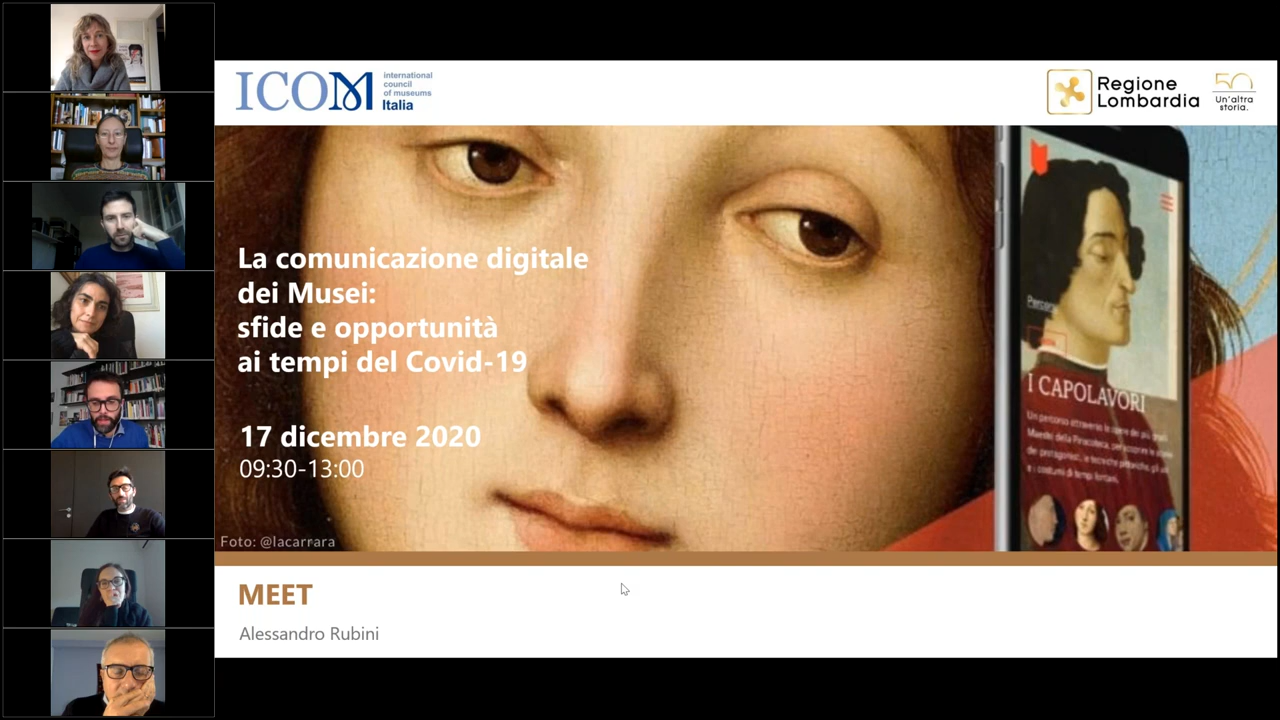 ICOM
international
council
of museums
Italia
Regione
Lombardia
50
Un'altra
storia.
La comunicazione digitale
dei Musei:
sfide e opportunità
ai tempi del Covid-19
17 dicembre 2020
09:30-13:00
I CAPOLAVORI
Foto: @lacarrara
MEET
Alessandro Rubini